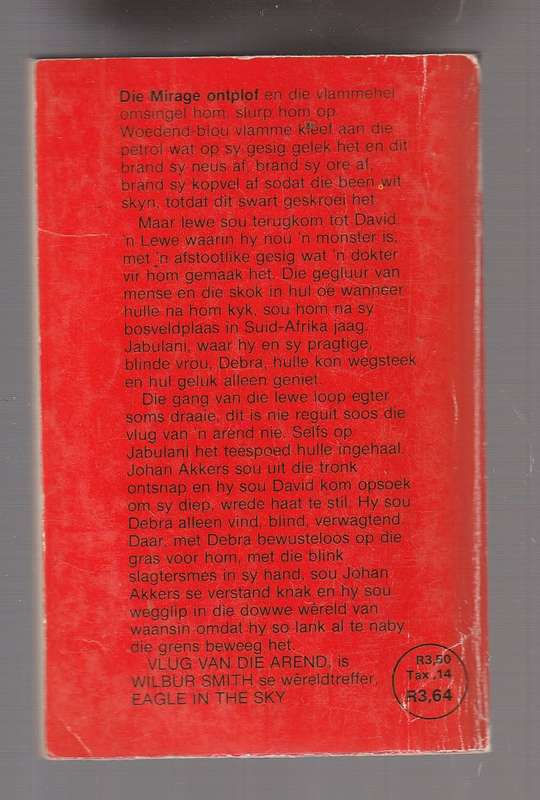 Die Mirage ontplof en die vlammehel
omsingel hom, slurp hom op.
Woedend-blou vlamme kleef aan die
petrol wat op sy gesig gelek het en dit
brand sy neus af, brand sy ore af,
brand sy kopvel af sodat die been wit
skyn, totdat dit swart geskroei het.
Maar lewe sou terugkom tot David.
'n Lewe waarin hy nou 'n monster is,
met 'n afstootlike gesig wat 'n dokter
vir hom gemaak het. Die gegluur van
mense en die skok in hul oë wanneer
hulle na hom kyk, sou hom na sy
bosveldplaas in Suid-Afrika jaag.
Jabulani, waar hy en sy pragtige,
blinde vrou, Debra, hulle kon wegsteek
en hul geluk alleen geniet.
Die gang van die lewe loop egter
soms draaie, dit is nie reguit soos die
vlug van 'n arend nie. Selfs op
Jabulani het teespoed hulle ingehaal.
Johan Akkers sou uit die tronk
ontsnap en hy sou David kom opsoek
om sy diep, wrede haat te stil. Hy sou
Debra alleen vind, blind, verwagtend.
Daar, met Debra bewusteloos op die
gras voor hom, met die blink
slagtersmes in sy hand, sou Johan
Akkers se verstand knak en hy sou
wegglip in die dowwe wêreld van
waansin omdat hy so lank al te naby
die grens beweeg het.
VLUG VAN DIE AREND, is
WILBUR SMITH se wêreldtreffer,
EAGLE IN THE SKY
R3,50
Tax .14
R3,64